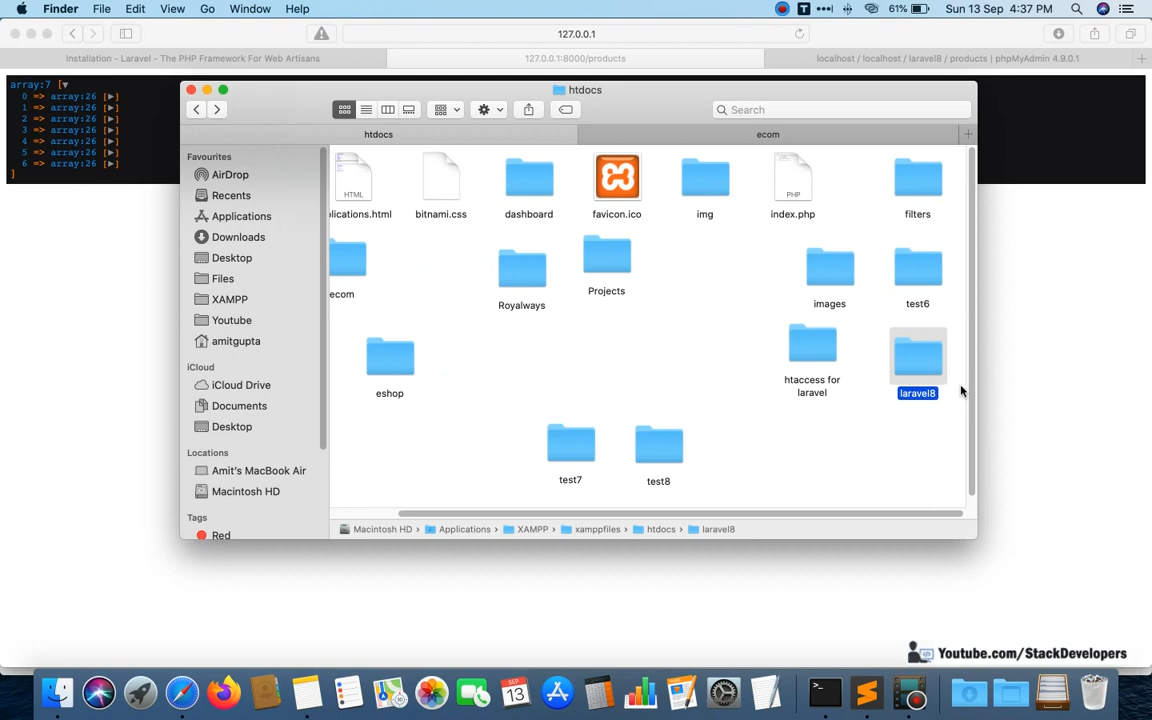 Finder File Edit View Go Window Help 61% Sun 13 Sep 4:37 PM
127.0.0.1
Installation - Laravel - The PHP Framework For Web Artisans 127.0.0.1:8000/products localhost / localhost / laravel8 / products | phpMyAdmin 4.9.0.1
array:7 [▼
0 => array:26 [▶]
1 => array:26 [▶]
2 => array:26 [▶]
3 => array:26 [▶]
4 => array:26 [▶]
5 => array:26 [▶]
6 => array:26 [▶]
]
htdocs
Search
htdocs ecom
Favourites
AirDrop
Recents
Applications
Downloads
Desktop
Files
XAMPP
Youtube
amitgupta
iCloud
iCloud Drive
Documents
Desktop
Locations
Amit's MacBook Air
Macintosh HD
Tags
Red
HTML PHP
plications.html bitnami.css dashboard favicon.ico img index.php filters
ecom Royalways Projects images test6
eshop htaccess for laravel laravel8
test7 test8
Macintosh HD › Applications › XAMPP › xamppfiles › htdocs › laravel8
Youtube.com/StackDevelopers
SEP
13